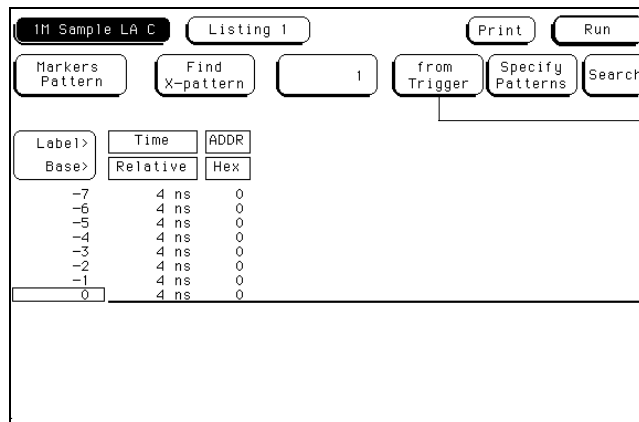 1M Sample LA C Listing 1 Print Run
Markers Pattern Find X-pattern 1 from Trigger Specify Patterns Search
Label> Time ADDR
Base> Relative Hex
-7 4 ns 0
-6 4 ns 0
-5 4 ns 0
-4 4 ns 0
-3 4 ns 0
-2 4 ns 0
-1 4 ns 0
0 4 ns 0